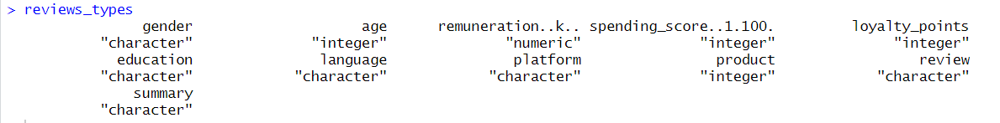 > reviews_types
gender age remuneration..k.. spending_score..1.100. loyalty_points
"character" "integer" "numeric" "integer" "integer"
education language platform product review
"character" "character" "character" "integer" "character"
summary
"character"